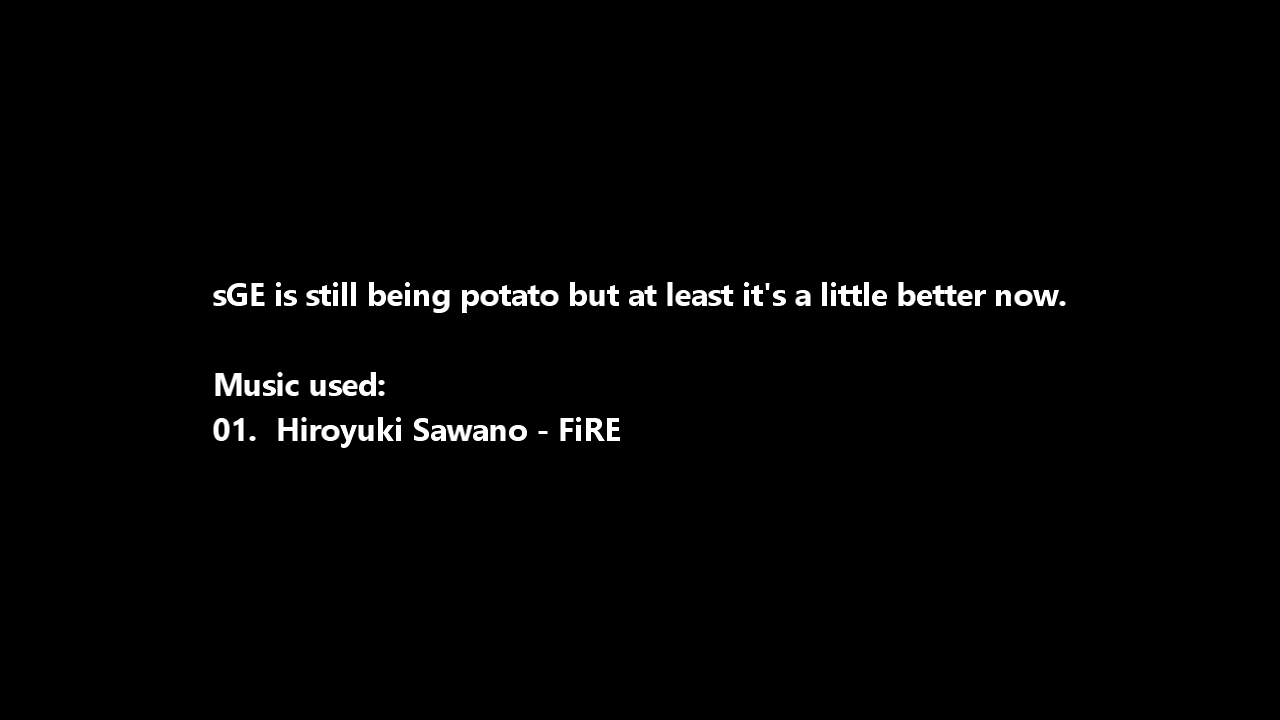 sGE is still being potato but at least it's a little better now.
Music used:
01.  Hiroyuki Sawano - FiRE